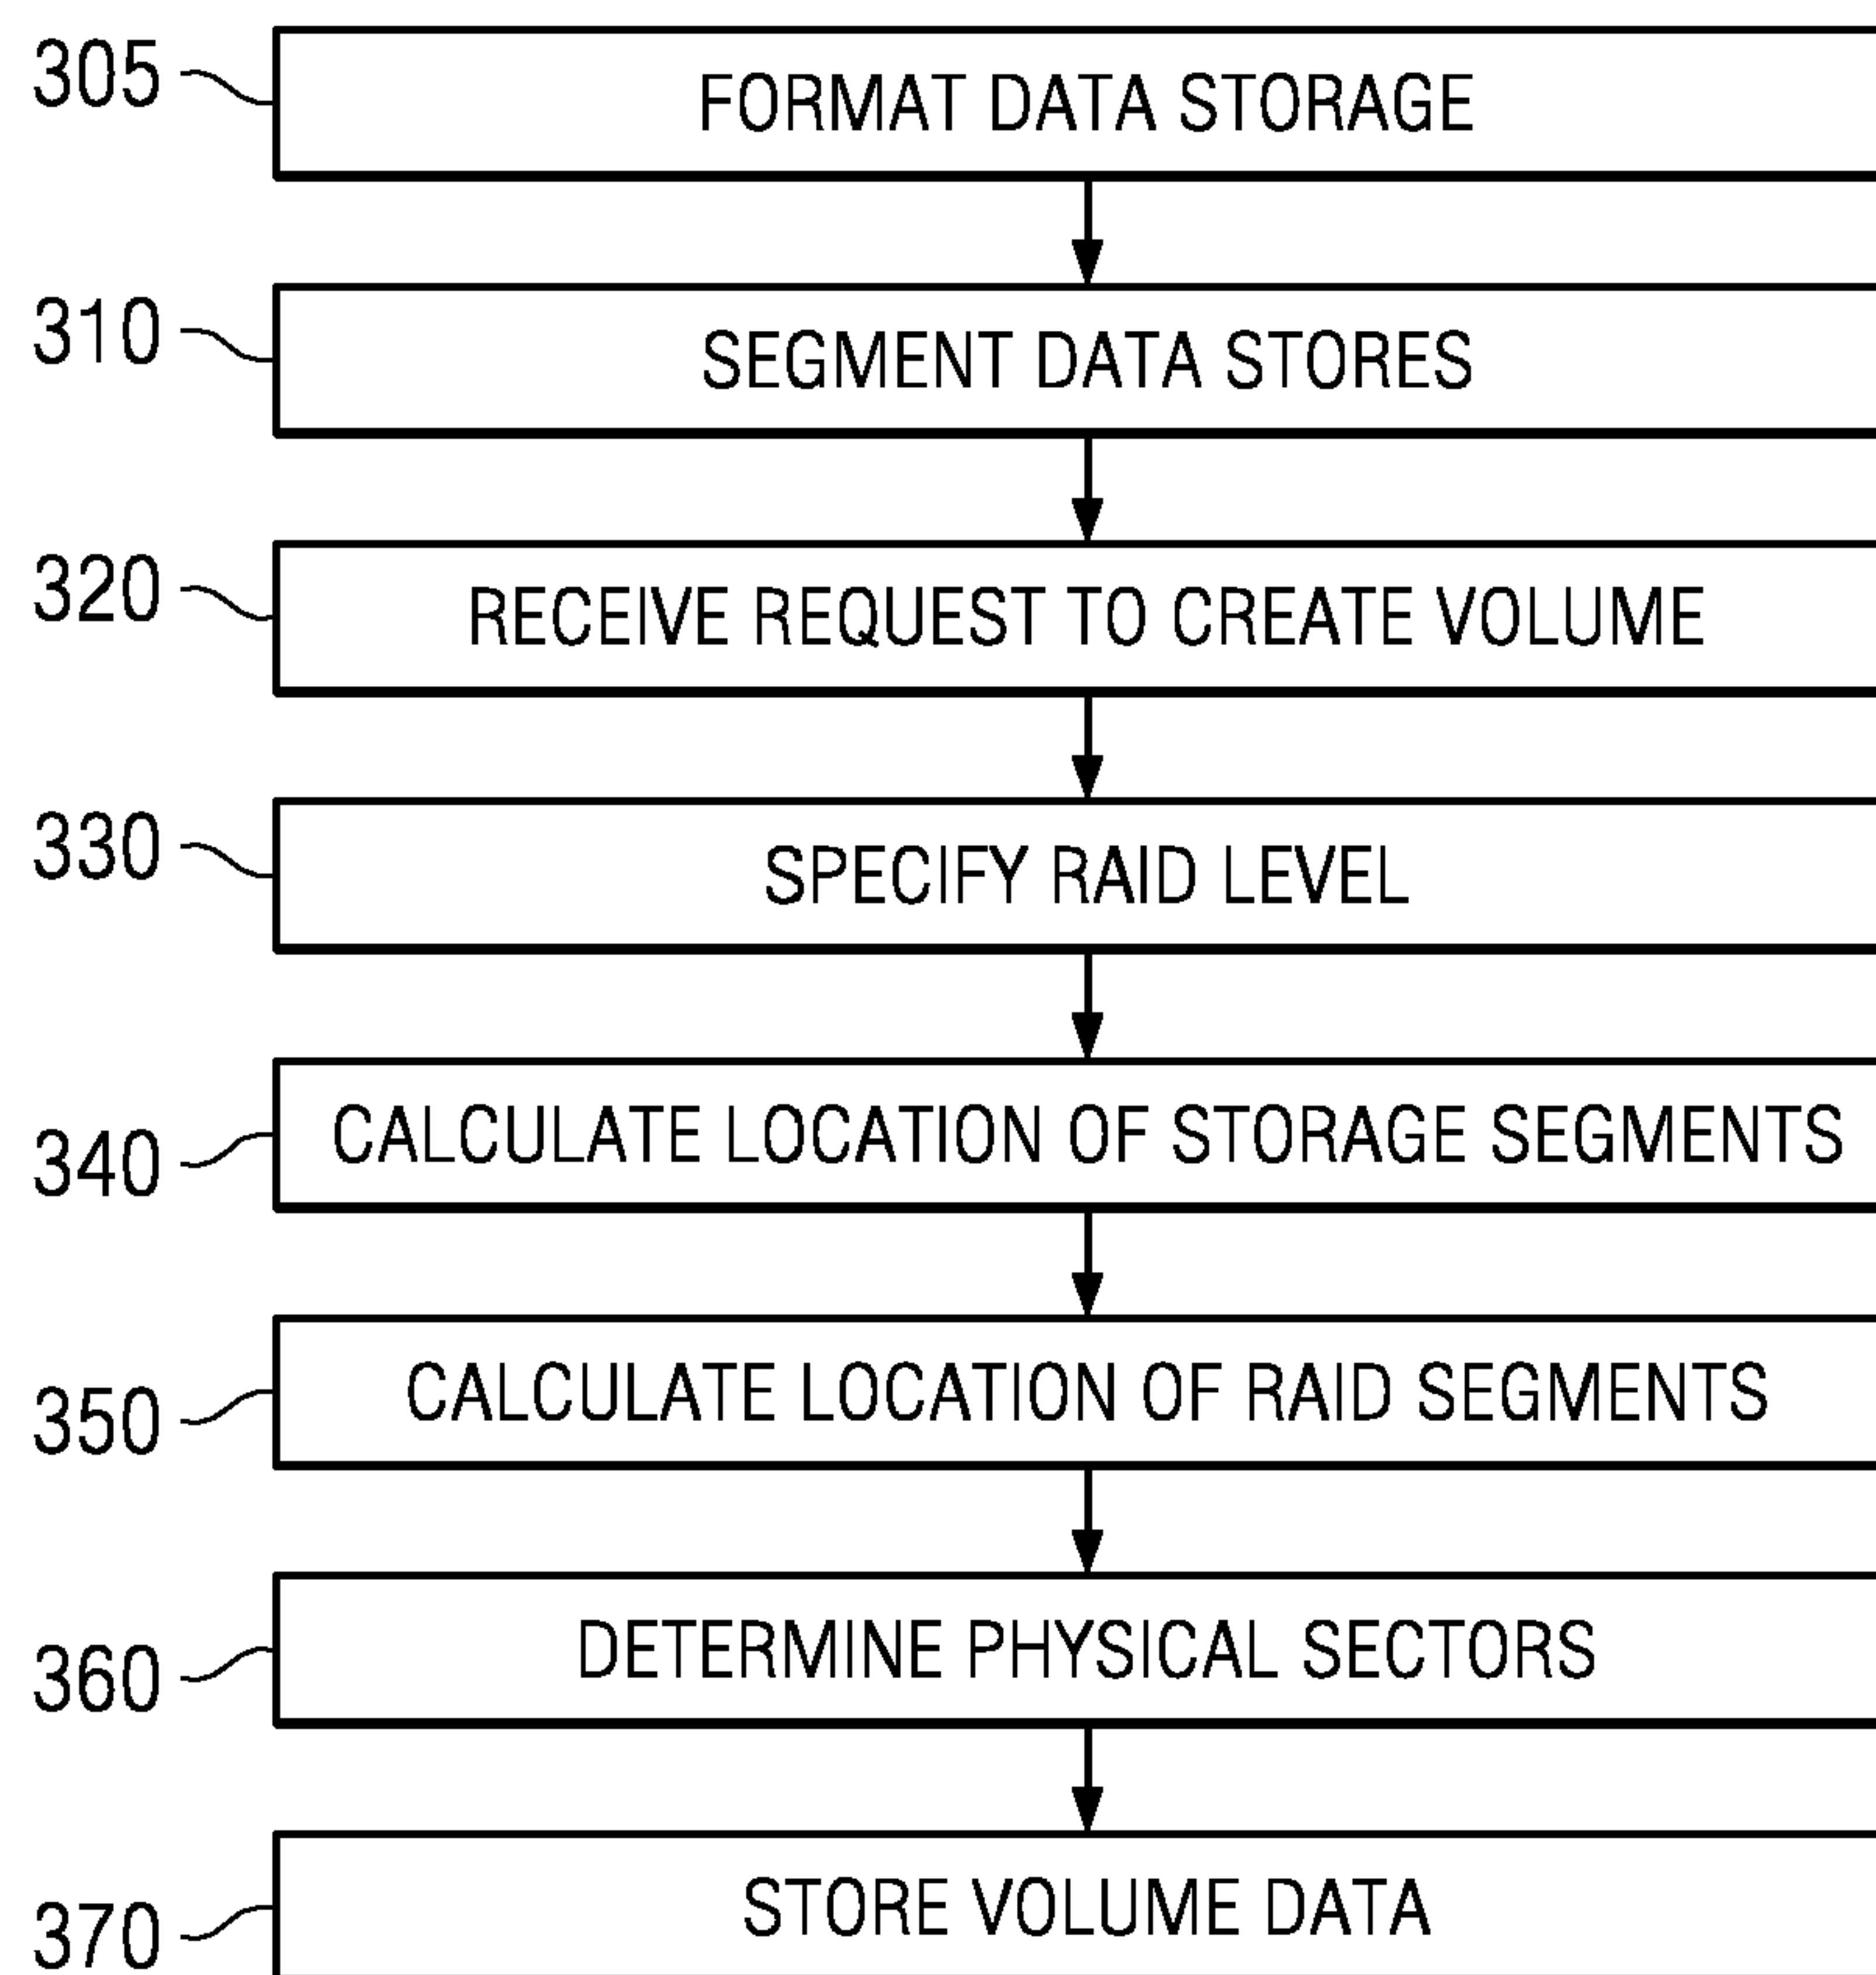 305 FORMAT DATA STORAGE
310 SEGMENT DATA STORES
320 RECEIVE REQUEST TO CREATE VOLUME
330 SPECIFY RAID LEVEL
340 CALCULATE LOCATION OF STORAGE SEGMENTS
350 CALCULATE LOCATION OF RAID SEGMENTS
360 DETERMINE PHYSICAL SECTORS
370 STORE VOLUME DATA